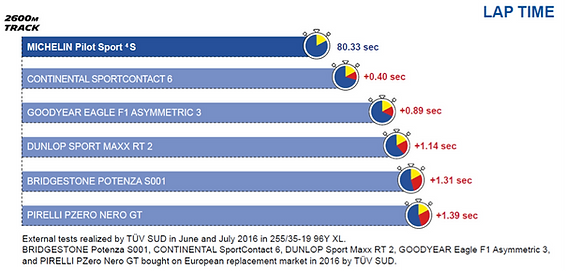 2600M
TRACK
LAP TIME
MICHELIN Pilot Sport 4S
80.33 sec
CONTINENTAL SPORTCONTACT 6
+0.40 sec
GOODYEAR EAGLE F1 ASYMMETRIC 3
+0.89 sec
DUNLOP SPORT MAXX RT 2
+1.14 sec
BRIDGESTONE POTENZA S001
+1.31 sec
PIRELLI PZERO NERO GT
+1.39 sec
External tests realized by TÜV SUD in June and July 2016 in 255/35-19 96Y XL.
BRIDGESTONE Potenza S001, CONTINENTAL SportContact 6, DUNLOP Sport Maxx RT 2, GOODYEAR Eagle F1 Asymmetric 3,
and PIRELLI PZero Nero GT bought on European replacement market in 2016 by TÜV SUD.